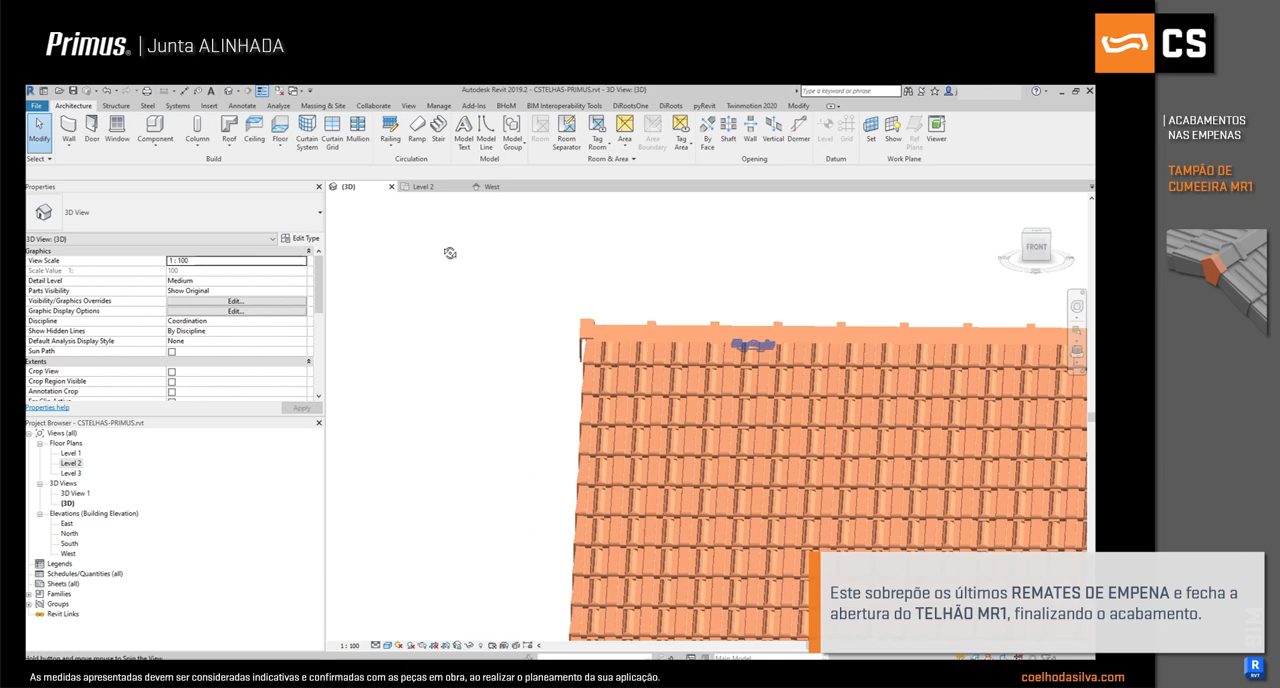 Primus® | Junta ALINHADA
CS
| ACABAMENTOS
NAS EMPENAS
TAMPÃO DE
CUMEEIRA MR1
Autodesk Revit 2019.2 - CSTELHAS-PRIMUS.rvt - 3D View: {3D}
Type a keyword or phrase
File Architecture Structure Steel Systems Insert Annotate Analyze Massing & Site Collaborate View Manage Add-Ins BHoM BIM Interoperability Tools DiRootsOne DiRoots pyRevit Twinmotion 2020 Modify
Modify Wall Door Window Component Column Roof Ceiling Floor Curtain System Curtain Grid Mullion Railing Ramp Stair Model Text Model Line Model Group Room Room Separator Tag Room Area Area Boundary Tag Area By Face Shaft Wall Vertical Dormer Level Grid Set Show Ref Plane Viewer
Select Build Circulation Model Room & Area Opening Datum Work Plane
Properties
{3D} Level 2 West
3D View
3D View: {3D} Edit Type
Graphics
View Scale 1 : 100
Scale Value 1: 100
Detail Level Medium
Parts Visibility Show Original
Visibility/Graphics Overrides Edit...
Graphic Display Options Edit...
Discipline Coordination
Show Hidden Lines By Discipline
Default Analysis Display Style None
Sun Path
Extents
Crop View
Crop Region Visible
Annotation Crop
Properties help Apply
Project Browser - CSTELHAS-PRIMUS.rvt
Views (all)
Floor Plans
Level 1
Level 2
Level 3
3D Views
3D View 1
{3D}
Elevations (Building Elevation)
East
North
South
West
Legends
Schedules/Quantities (all)
Sheets (all)
Families
Groups
Revit Links
FRONT
1 : 100
Main Model
Este sobrepõe os últimos REMATES DE EMPENA e fecha a
abertura do TELHÃO MR1, finalizando o acabamento.
BIM
R
RVT
As medidas apresentadas devem ser consideradas indicativas e confirmadas com as peças em obra, ao realizar o planeamento da sua aplicação.
coelhodasilva.com